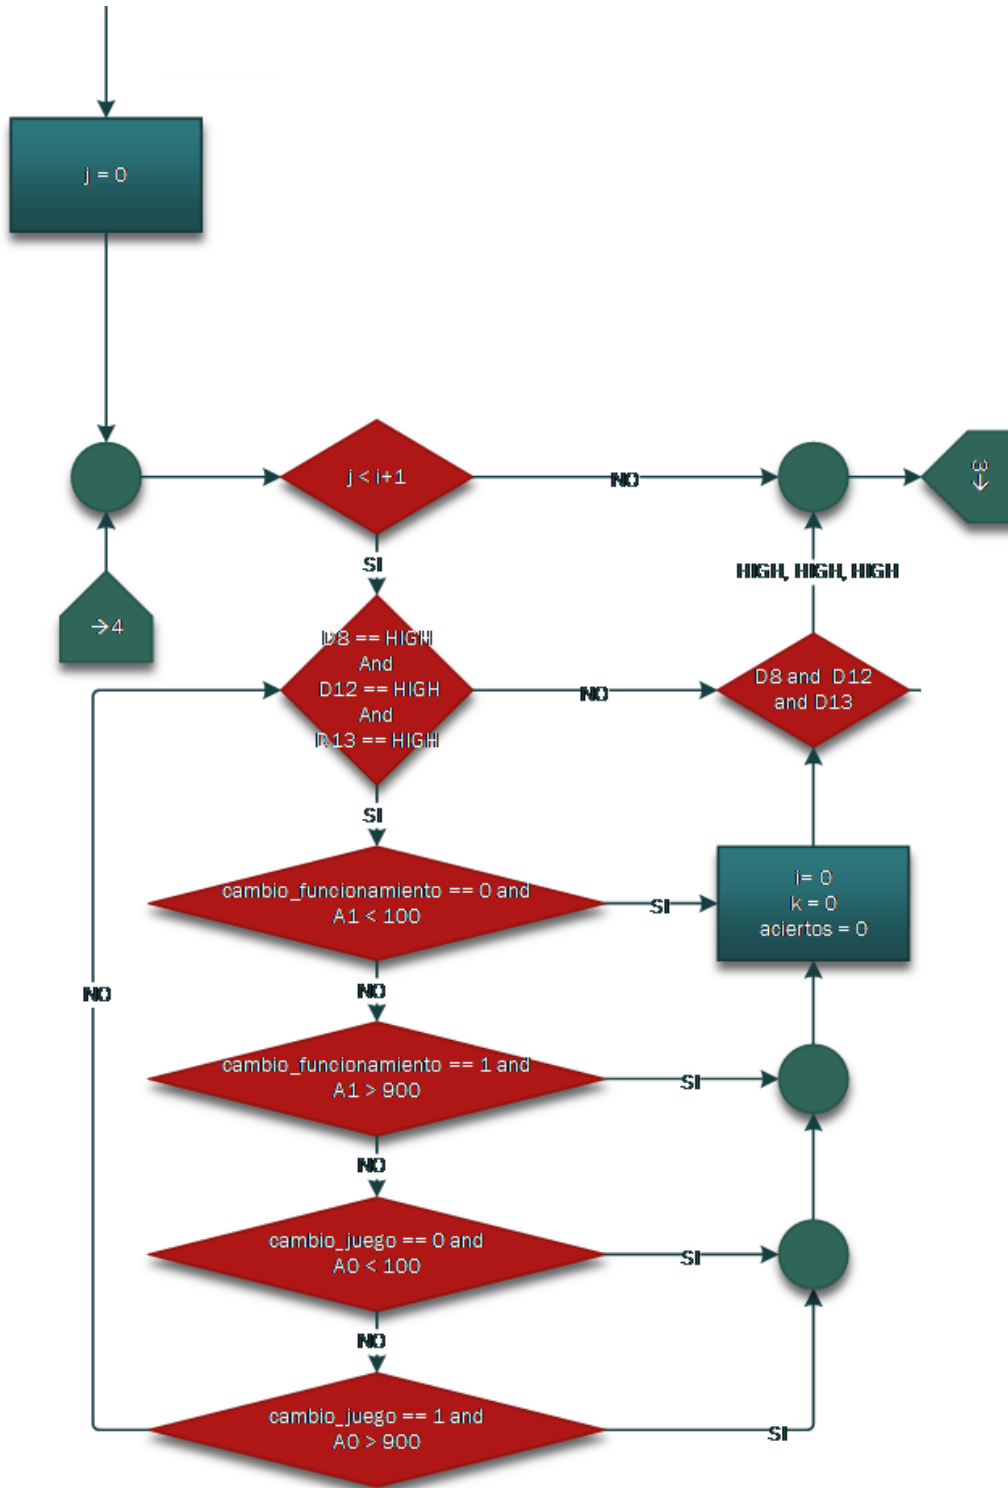 j = 0
j < i+1
NO
3→
SI
HIGH, HIGH, HIGH
→4
D8 == HIGH
And
D12 == HIGH
And
D13 == HIGH
NO
D8 and D12
and D13
SI
cambio_funcionamiento == 0 and
A1 < 100
SI
i= 0
k = 0
aciertos = 0
NO
NO
cambio_funcionamiento == 1 and
A1 > 900
SI
NO
cambio_juego == 0 and
A0 < 100
SI
NO
cambio_juego == 1 and
A0 > 900
SI